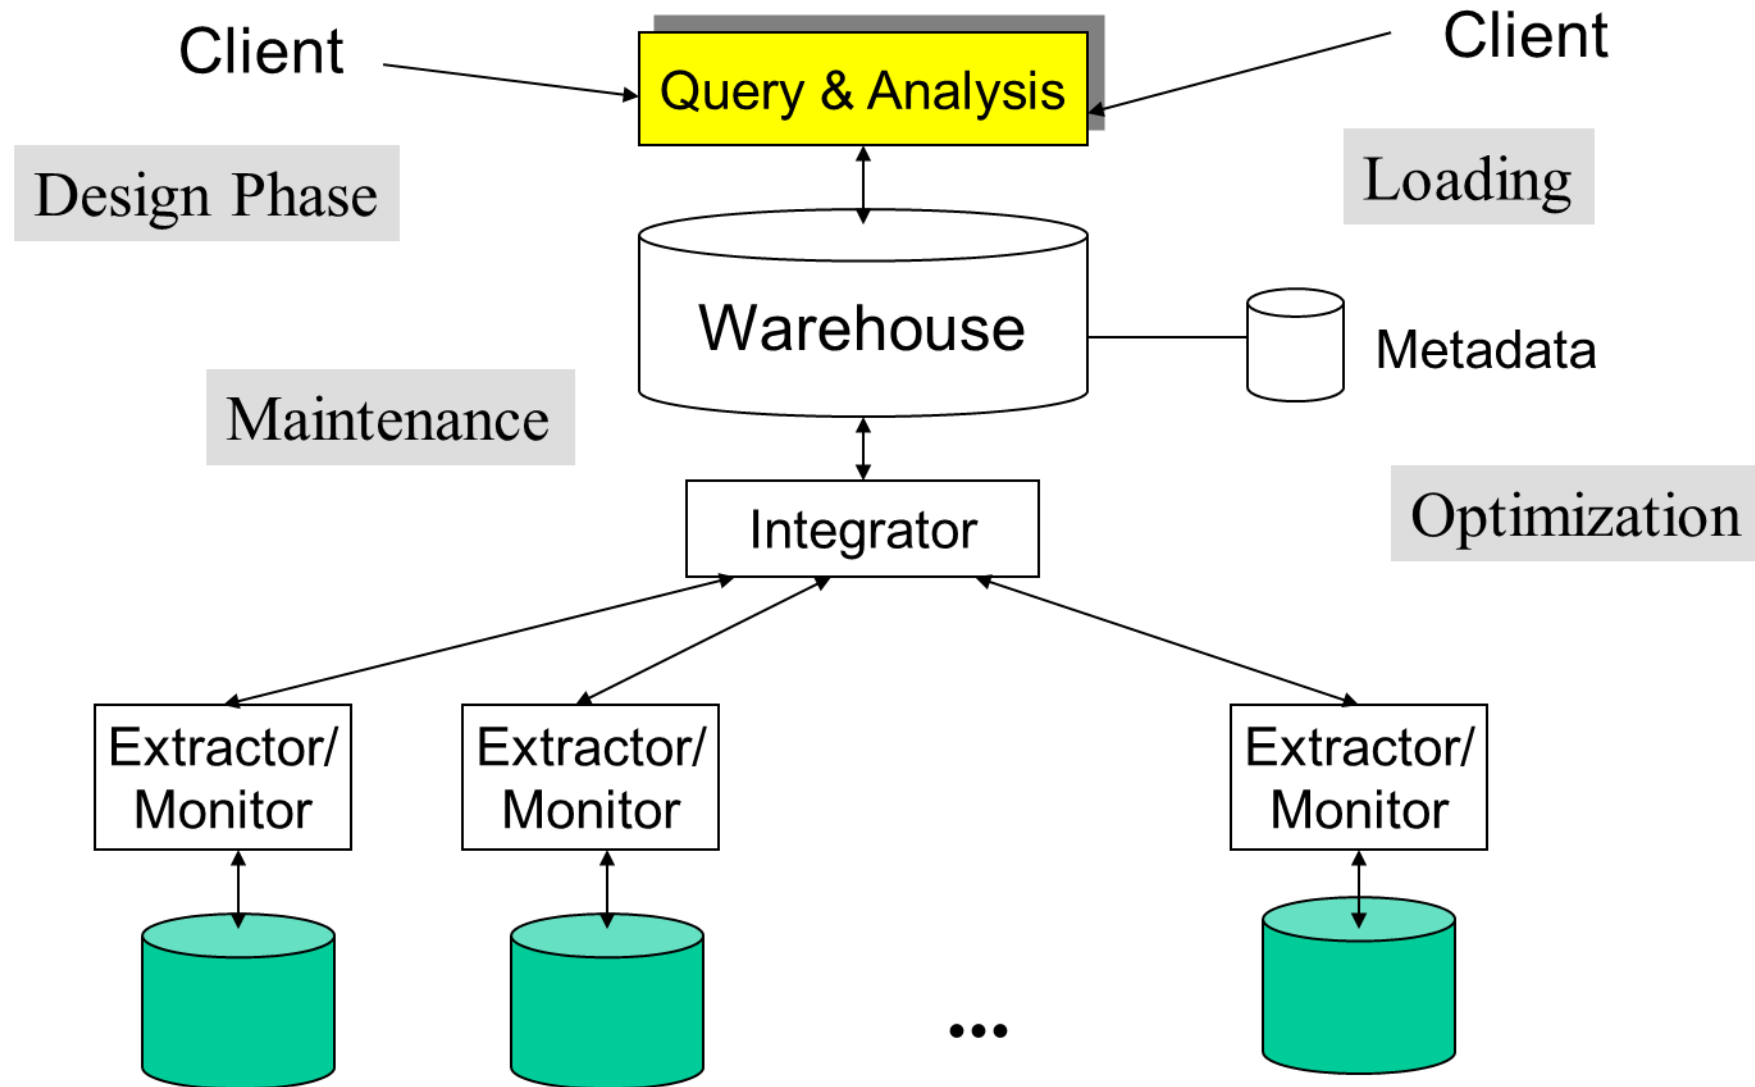 Client
Client
Query & Analysis
Design Phase
Loading
Warehouse
Metadata
Maintenance
Optimization
Integrator
Extractor/
Monitor
Extractor/
Monitor
Extractor/
Monitor
...